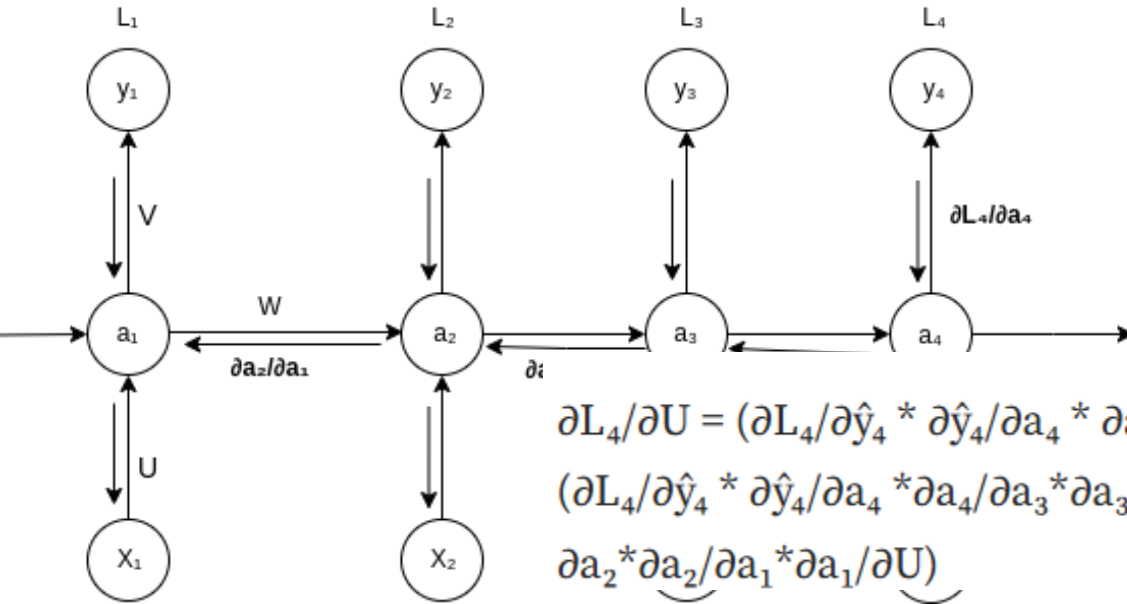 L₁ L₂ L₃ L₄
y₁ y₂ y₃ y₄
V ∂L₄/∂a₄
W
a₁ a₂ a₃ a₄
∂a₂/∂a₁
∂L₄/∂U = (∂L₄/∂ŷ₄ * ∂ŷ₄/∂a₄ *
(∂L₄/∂ŷ₄ * ∂ŷ₄/∂a₄ *∂a₄/∂a₃*∂a₃
∂a₂*∂a₂/∂a₁*∂a₁/∂U)
U
X₁ X₂